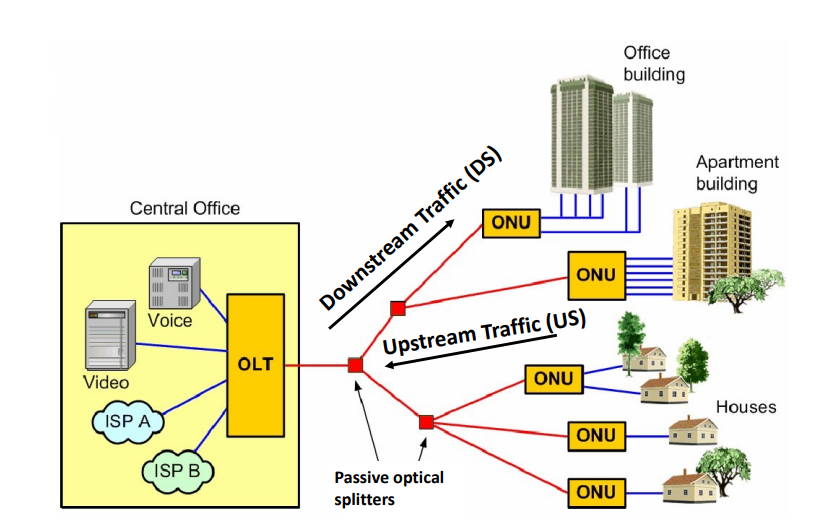 Office
building
Apartment
building
Central Office
Downstream Traffic (DS)
ONU
ONU
Voice
Upstream Traffic (US)
OLT
Video
ONU
ISP A
Houses
ONU
ISP B
Passive optical
splitters
ONU